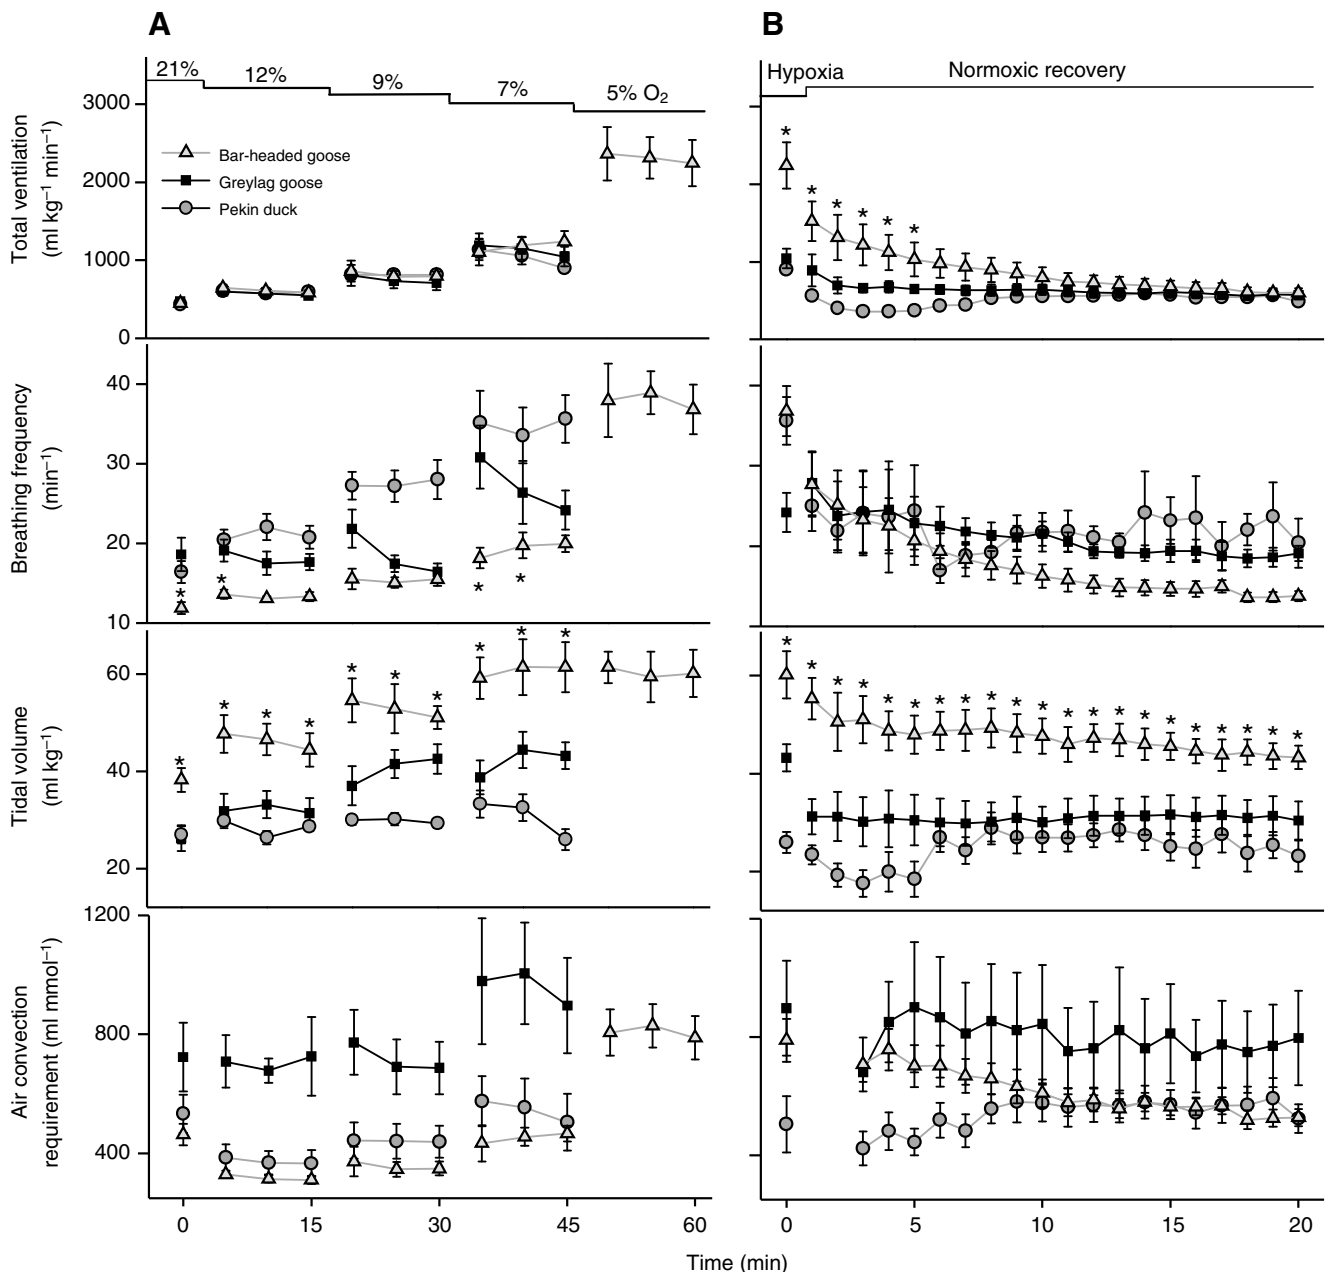 A
B
21%
12%
9%
7%
5% O₂
Hypoxia
Normoxic recovery
Total ventilation
(ml kg⁻¹ min⁻¹)
3000
2000
1000
0
Bar-headed goose
Greylag goose
Pekin duck
*
*
*
*
*
*
Breathing frequency
(min⁻¹)
40
30
20
10
*
*
*
*
Tidal volume
(ml kg⁻¹)
60
40
20
* * * * * * * * * *
* * * * * * * * * * * * * * * * * * * * *
Air convection
requirement (ml mmol⁻¹)
1200
800
400
0 15 30 45 60
0 5 10 15 20
Time (min)